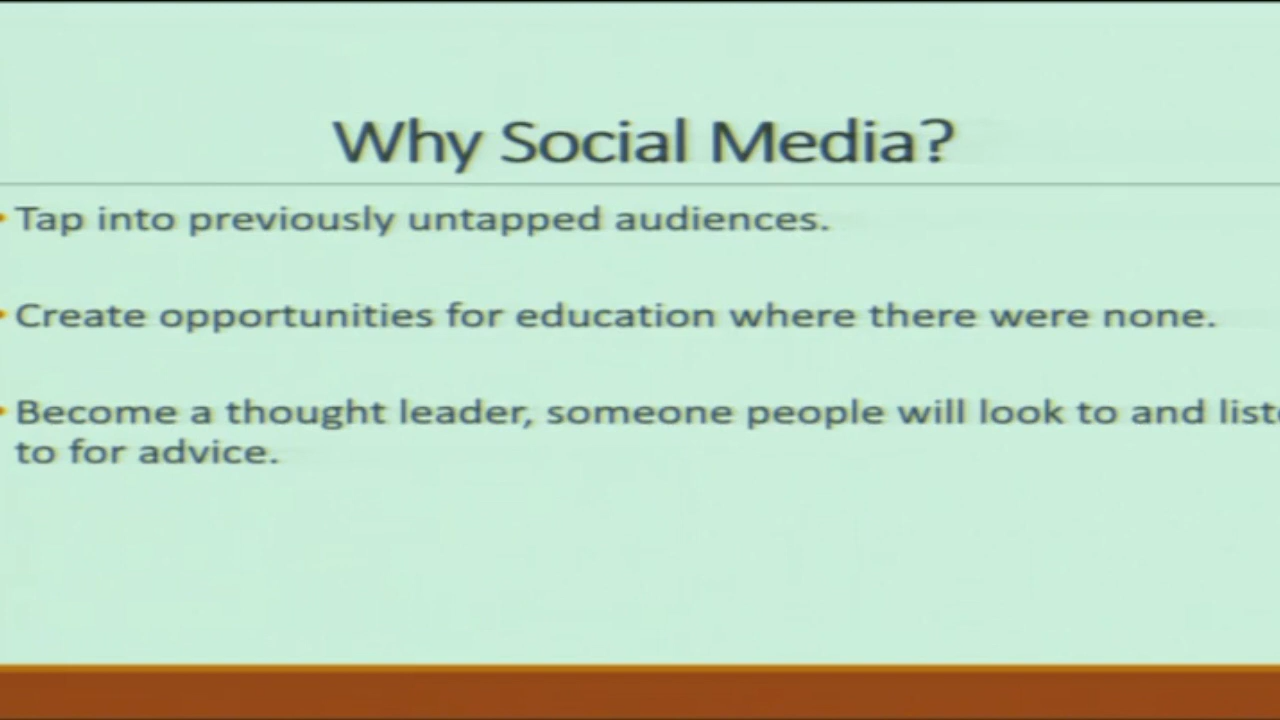 Why Social Media?
• Tap into previously untapped audiences.
• Create opportunities for education where there were none.
• Become a thought leader, someone people will look to and liste
to for advice.